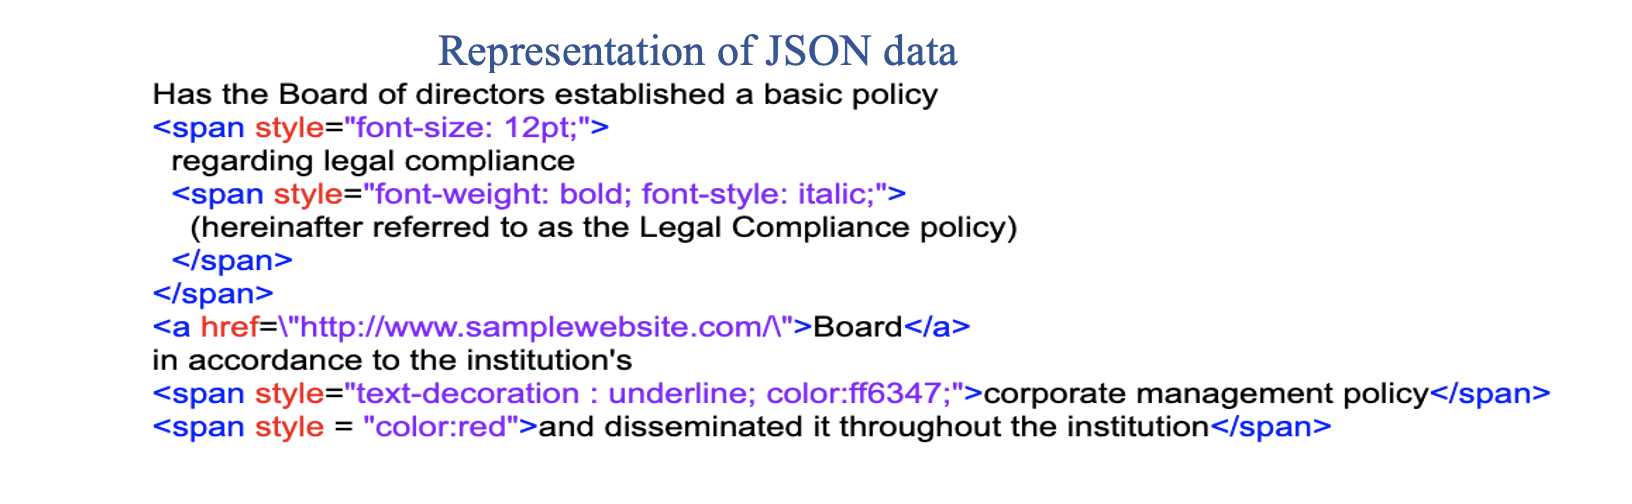 Representation of JSON data
Has the Board of directors established a basic policy
<span style="font-size: 12pt;">
regarding legal compliance
<span style="font-weight: bold; font-style: italic;">
(hereinafter referred to as the Legal Compliance policy)
</span>
</span>
<a href=\"http://www.samplewebsite.com/\">Board</a>
in accordance to the institution's
<span style="text-decoration : underline; color:ff6347;">corporate management policy</span>
<span style = "color:red">and disseminated it throughout the institution</span>